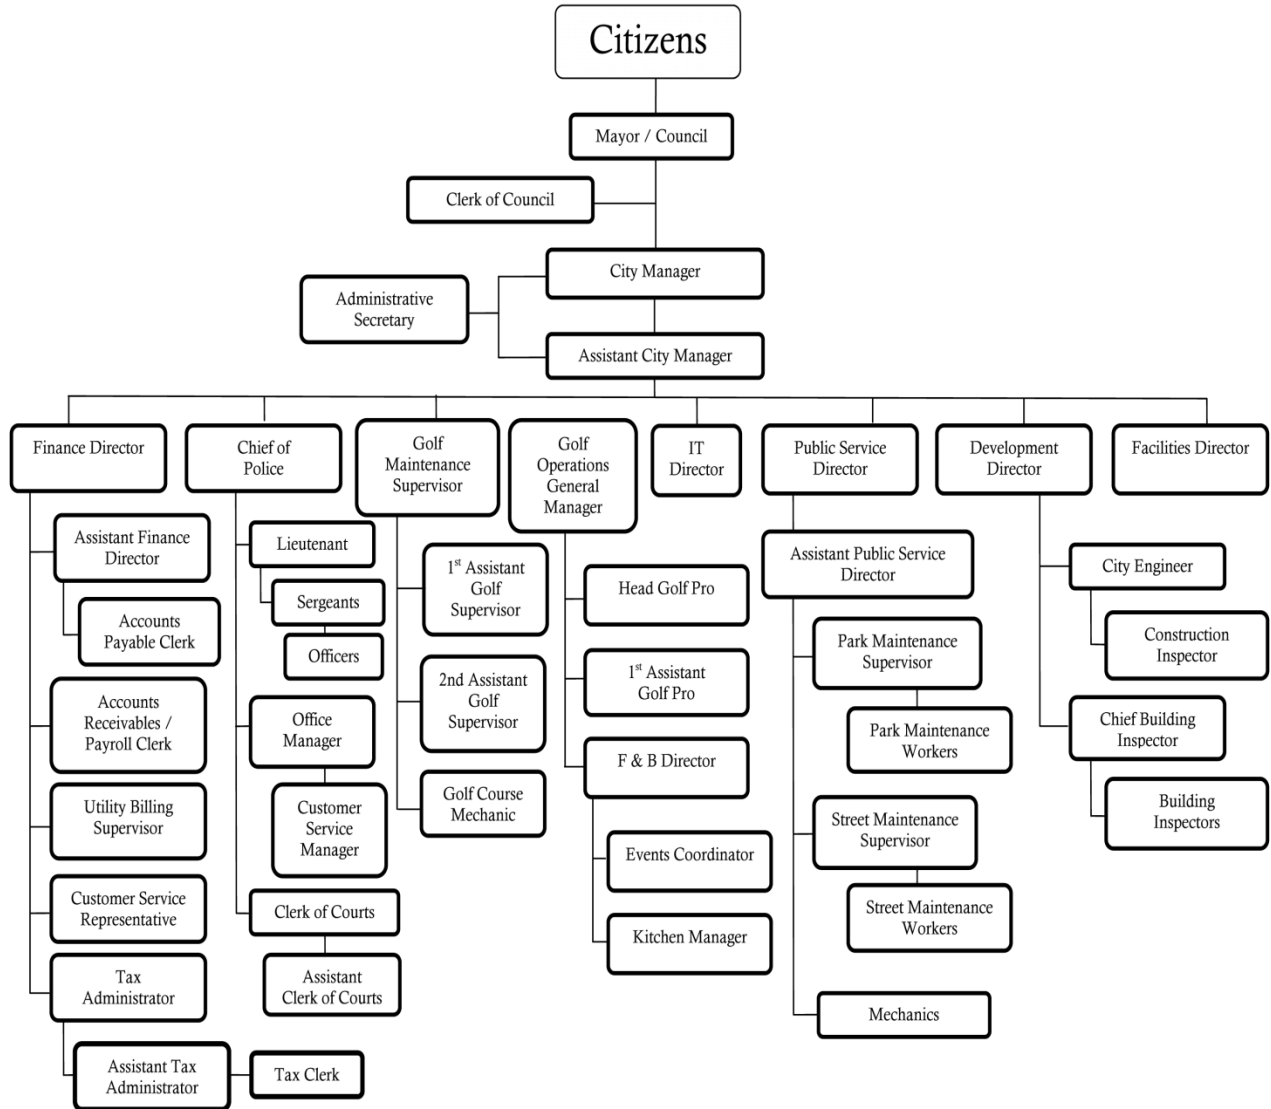 Citizens
Mayor / Council
Clerk of Council
City Manager
Administrative
Secretary
Assistant City Manager
Finance Director
Chief of
Police
Golf
Maintenance
Supervisor
Golf
Operations
General
Manager
IT
Director
Public Service
Director
Development
Director
Facilities Director
Assistant Finance
Director
Accounts
Payable Clerk
Accounts
Receivables /
Payroll Clerk
Utility Billing
Supervisor
Customer Service
Representative
Tax
Administrator
Assistant Tax
Administrator
Tax Clerk
Lieutenant
Sergeants
Officers
Office
Manager
Customer
Service
Manager
Clerk of Courts
Assistant
Clerk of Courts
1st Assistant
Golf
Supervisor
2nd Assistant
Golf
Supervisor
Golf Course
Mechanic
Head Golf Pro
1st Assistant
Golf Pro
F & B Director
Events Coordinator
Kitchen Manager
Assistant Public Service
Director
Park Maintenance
Supervisor
Park Maintenance
Workers
Street Maintenance
Supervisor
Street Maintenance
Workers
Mechanics
City Engineer
Construction
Inspector
Chief Building
Inspector
Building
Inspectors